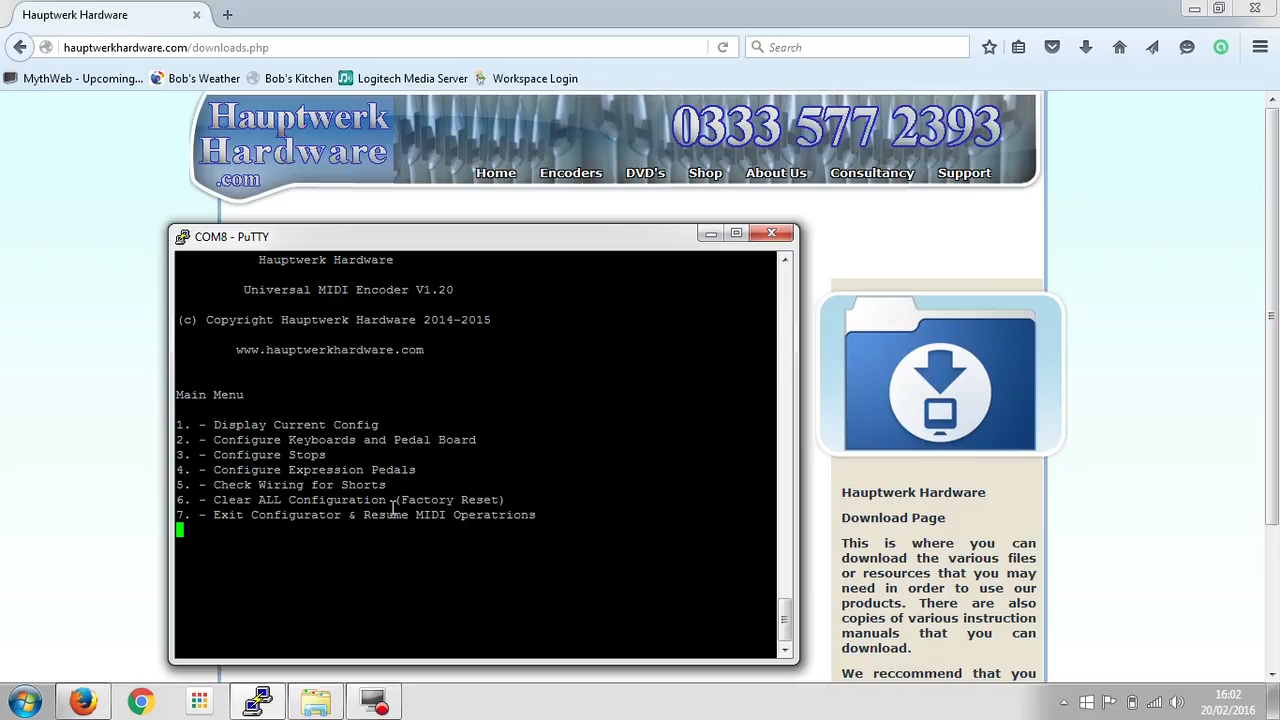 Hauptwerk Hardware
hauptwerkhardware.com/downloads.php
Search
MythWeb - Upcoming...
Bob's Weather
Bob's Kitchen
Logitech Media Server
Workspace Login
Hauptwerk
Hardware
.com
0333 577 2393
Home Encoders DVD's Shop About Us Consultancy Support
COM8 - PuTTY
Hauptwerk Hardware
Universal MIDI Encoder V1.20
(c) Copyright Hauptwerk Hardware 2014-2015
www.hauptwerkhardware.com
Main Menu
1. - Display Current Config
2. - Configure Keyboards and Pedal Board
3. - Configure Stops
4. - Configure Expression Pedals
5. - Check Wiring for Shorts
6. - Clear ALL Configuration (Factory Reset)
7. - Exit Configurator & Resume MIDI Operatrions
Hauptwerk Hardware
Download Page
This is where you can
download the various files
or resources that you may
need in order to use our
products. There are also
copies of various instruction
manuals that you can
download.
We reccommend that you
16:02
20/02/2016